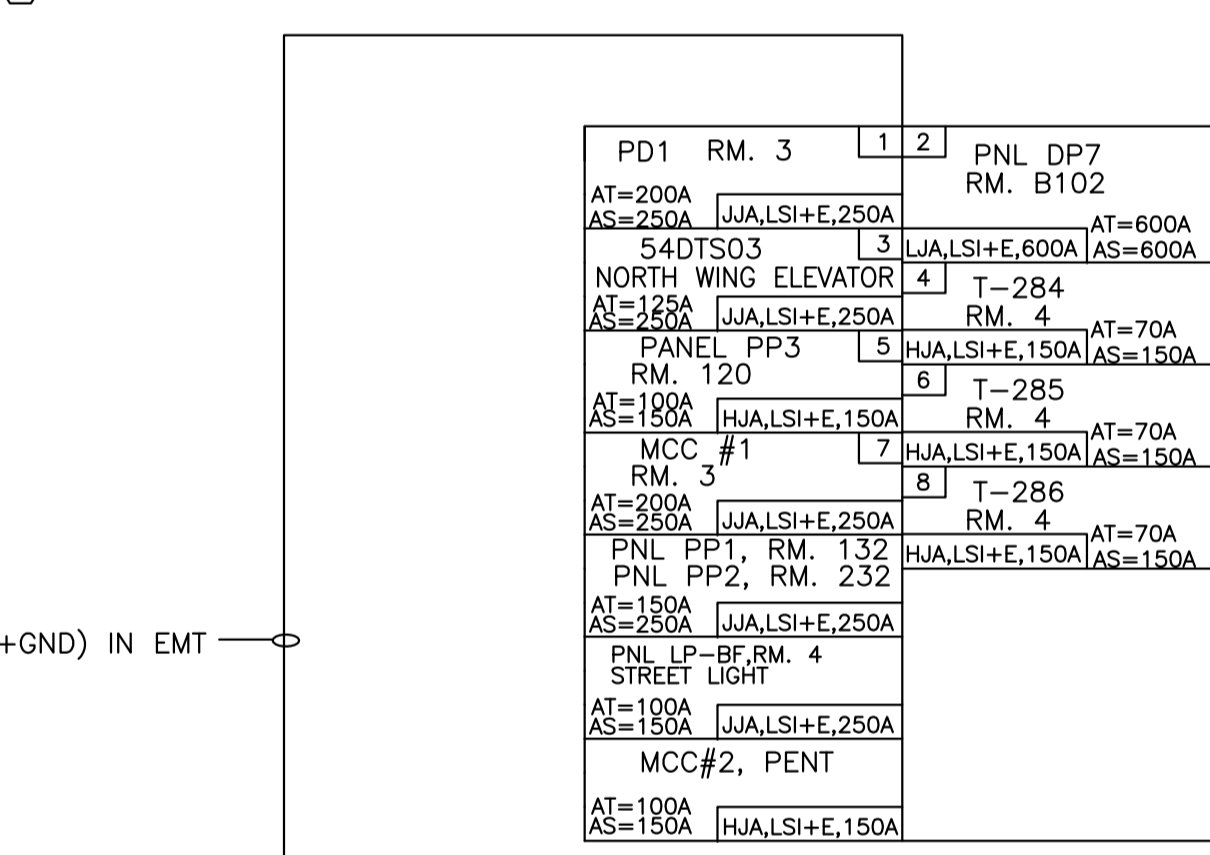 PD1 RM. 3
1
AT=200A
AS=250A
JJA,LSI+E,250A
2
PNL DP7
RM. B102
AT=600A
LJA,LSI+E,600A
AS=600A
54DTS03
3
NORTH WING ELEVATOR
AT=125A
AS=250A
JJA,LSI+E,250A
4
T-284
RM. 4
AT=70A
HJA,LSI+E,150A
AS=150A
PANEL PP3
5
RM. 120
AT=100A
AS=150A
HJA,LSI+E,150A
6
T-285
RM. 4
AT=70A
HJA,LSI+E,150A
AS=150A
MCC #1
7
RM. 3
AT=200A
AS=250A
JJA,LSI+E,250A
8
T-286
RM. 4
AT=70A
HJA,LSI+E,150A
AS=150A
PNL PP1, RM. 132
PNL PP2, RM. 232
AT=150A
AS=250A
JJA,LSI+E,250A
+GND) IN EMT
PNL LP-BF,RM. 4
STREET LIGHT
AT=100A
AS=150A
JJA,LSI+E,250A
MCC#2, PENT
AT=100A
AS=150A
HJA,LSI+E,150A